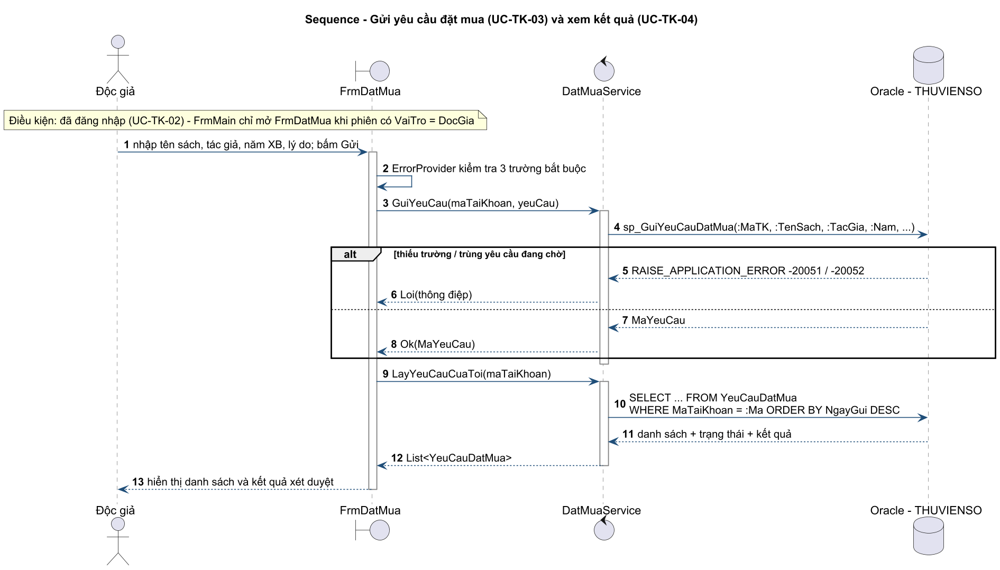 Sequence - Gửi yêu cầu đặt mua (UC-TK-03) và xem kết quả (UC-TK-04)
Độc giả
FrmDatMua
DatMuaService
Oracle - THUVIENSO
Điều kiện: đã đăng nhập (UC-TK-02) - FrmMain chỉ mở FrmDatMua khi phiên có VaiTro = DocGia
1 nhập tên sách, tác giả, năm XB, lý do; bấm Gửi
2 ErrorProvider kiểm tra 3 trường bắt buộc
3 GuiYeuCau(maTaiKhoan, yeuCau)
4 sp_GuiYeuCauDatMua(:MaTK, :TenSach, :TacGia, :Nam, ...)
alt [thiếu trường / trùng yêu cầu đang chờ]
5 RAISE_APPLICATION_ERROR -20051 / -20052
6 Loi(thông điệp)
7 MaYeuCau
8 Ok(MaYeuCau)
9 LayYeuCauCuaToi(maTaiKhoan)
10 SELECT ... FROM YeuCauDatMua
WHERE MaTaiKhoan = :Ma ORDER BY NgayGui DESC
11 danh sách + trạng thái + kết quả
12 List<YeuCauDatMua>
13 hiển thị danh sách và kết quả xét duyệt
Độc giả
FrmDatMua
DatMuaService
Oracle - THUVIENSO